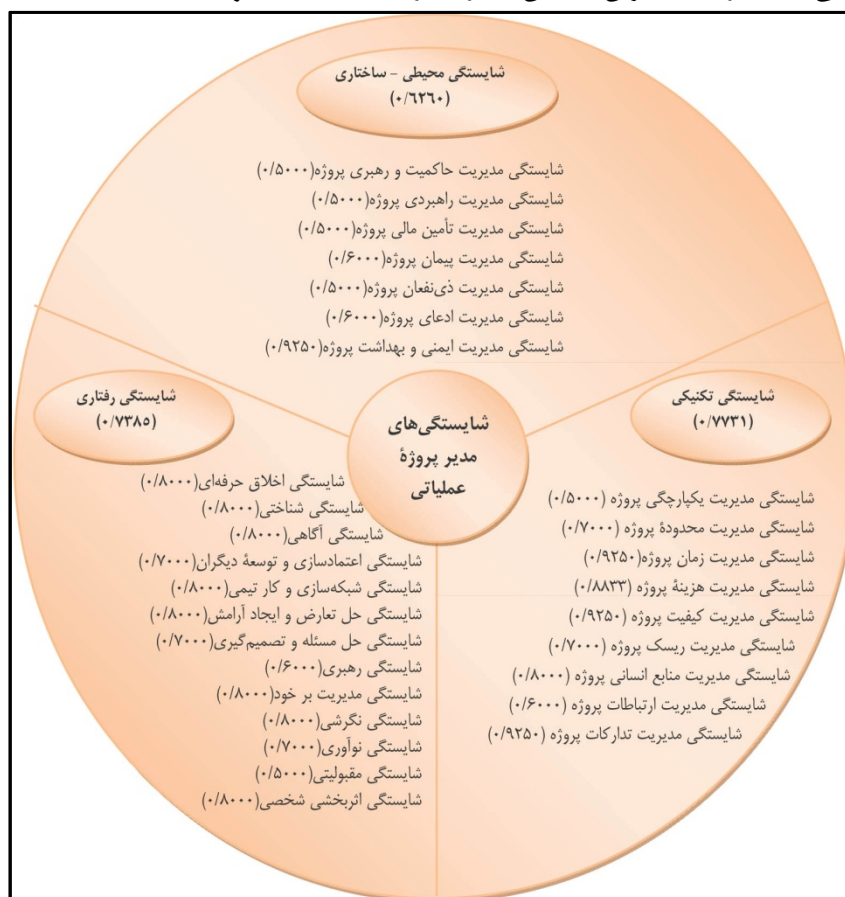 شایستگی محیطی - ساختاری
(۰/۶۲۶۰)
شایستگی مدیریت حاکمیت و رهبری پروژه(۰/۵۰۰۰)
شایستگی مدیریت راهبردی پروژه(۰/۵۰۰۰)
شایستگی مدیریت تأمین مالی پروژه(۰/۵۰۰۰)
شایستگی مدیریت پیمان پروژه(۰/۶۰۰۰)
شایستگی مدیریت ذی‌نفعان پروژه(۰/۵۰۰۰)
شایستگی مدیریت ادعای پروژه(۰/۶۰۰۰)
شایستگی مدیریت ایمنی و بهداشت پروژه(۰/۹۲۵۰)
شایستگی‌های
مدیر پروژهٔ
عملیاتی
شایستگی تکنیکی
(۰/۷۷۳۱)
شایستگی مدیریت یکپارچگی پروژه (۰/۵۰۰۰)
شایستگی مدیریت محدودهٔ پروژه (۰/۷۰۰۰)
شایستگی مدیریت زمان پروژه(۰/۹۲۵۰)
شایستگی مدیریت هزینهٔ پروژه (۰/۸۸۳۳)
شایستگی مدیریت کیفیت پروژه (۰/۹۲۵۰)
شایستگی مدیریت ریسک پروژه (۰/۷۰۰۰)
شایستگی مدیریت منابع انسانی پروژه (۰/۸۰۰۰)
شایستگی مدیریت ارتباطات پروژه (۰/۶۰۰۰)
شایستگی مدیریت تدارکات پروژه (۰/۹۲۵۰)
شایستگی رفتاری
(۰/۷۳۸۵)
شایستگی اخلاق حرفه‌ای(۰/۸۰۰۰)
شایستگی شناختی(۰/۸۰۰۰)
شایستگی آگاهی(۰/۸۰۰۰)
شایستگی اعتمادسازی و توسعهٔ دیگران(۰/۷۰۰۰)
شایستگی شبکه‌سازی و کار تیمی(۰/۸۰۰۰)
شایستگی حل تعارض و ایجاد آرامش(۰/۸۰۰۰)
شایستگی حل مسئله و تصمیم‌گیری(۰/۷۰۰۰)
شایستگی رهبری(۰/۶۰۰۰)
شایستگی مدیریت بر خود(۰/۸۰۰۰)
شایستگی نگرشی(۰/۸۰۰۰)
شایستگی نوآوری(۰/۷۰۰۰)
شایستگی مقبولیتی(۰/۵۰۰۰)
شایستگی اثربخشی شخصی(۰/۸۰۰۰)